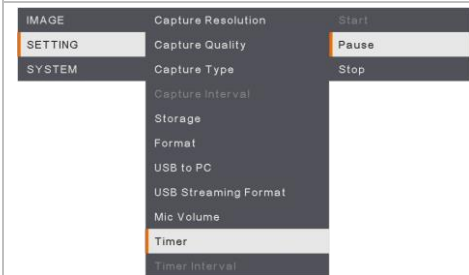 IMAGE
SETTING
SYSTEM
Capture Resolution
Capture Quality
Capture Type
Capture Interval
Storage
Format
USB to PC
USB Streaming Format
Mic Volume
Timer
Timer Interval
Start
Pause
Stop